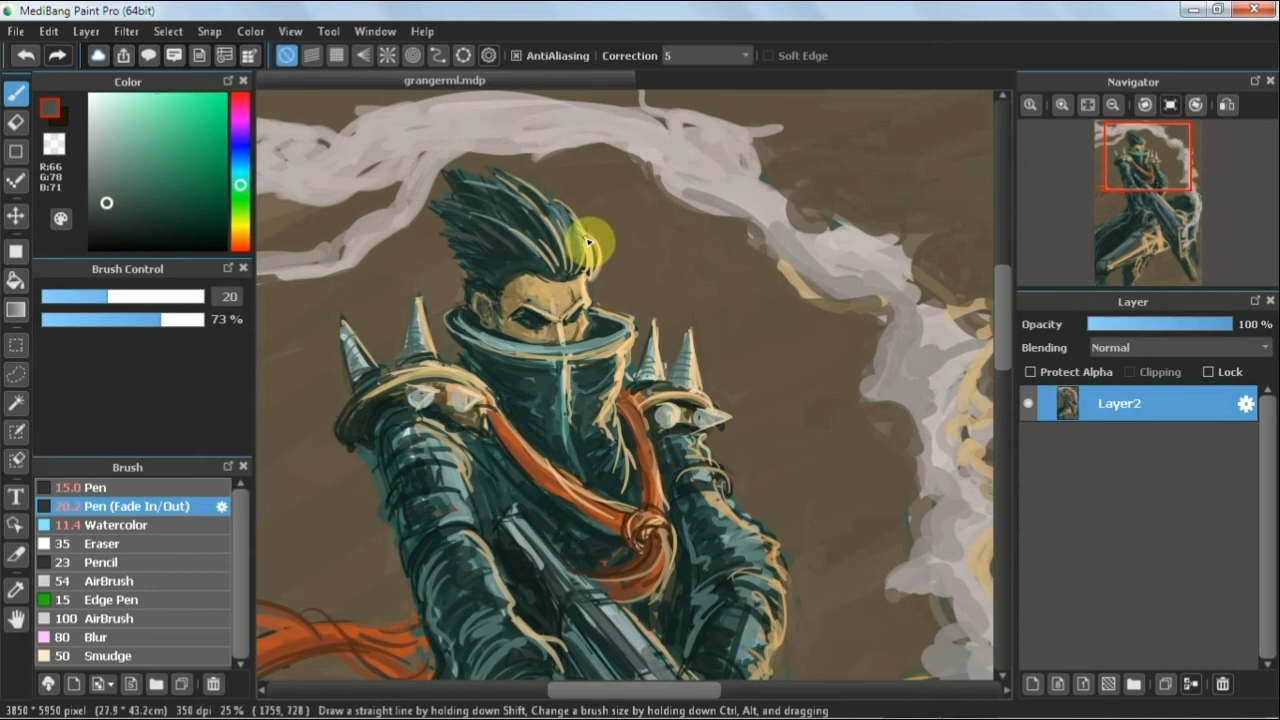 MediBang Paint Pro (64bit)
File Edit Layer Filter Select Snap Color View Tool Window Help
AntiAliasing Correction 5 Soft Edge
Color
grangerml.mdp
Navigator
R:66
G:78
B:71
Brush Control
20
73 %
Layer
Opacity 100 %
Blending Normal
Protect Alpha Clipping Lock
Layer2
Brush
15.0 Pen
20.2 Pen (Fade In/Out)
11.4 Watercolor
35 Eraser
23 Pencil
54 AirBrush
15 Edge Pen
100 AirBrush
80 Blur
50 Smudge
3850 * 5950 pixel (27.9 * 43.2cm) 350 dpi 25 % ( 1759, 728 ) Draw a straight line by holding down Shift, Change a brush size by holding down Ctrl, Alt, and dragging